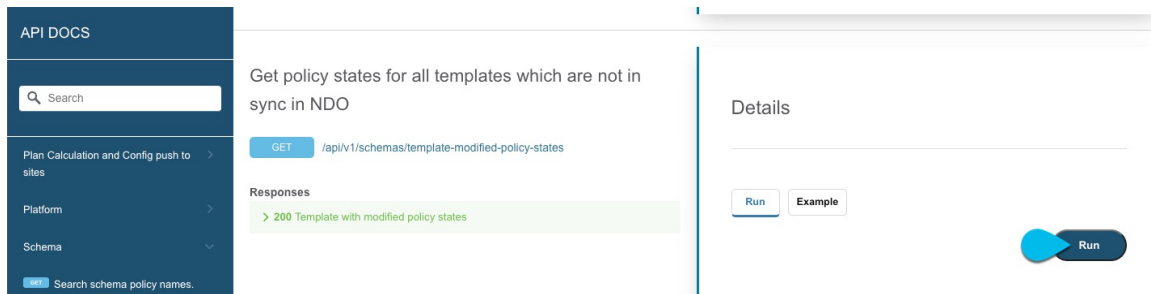 API DOCS
Search
Plan Calculation and Config push to
sites
Platform
Schema
GET Search schema policy names.
Get policy states for all templates which are not in
sync in NDO
GET /api/v1/schemas/template-modified-policy-states
Responses
200 Template with modified policy states
Details
Run Example
Run